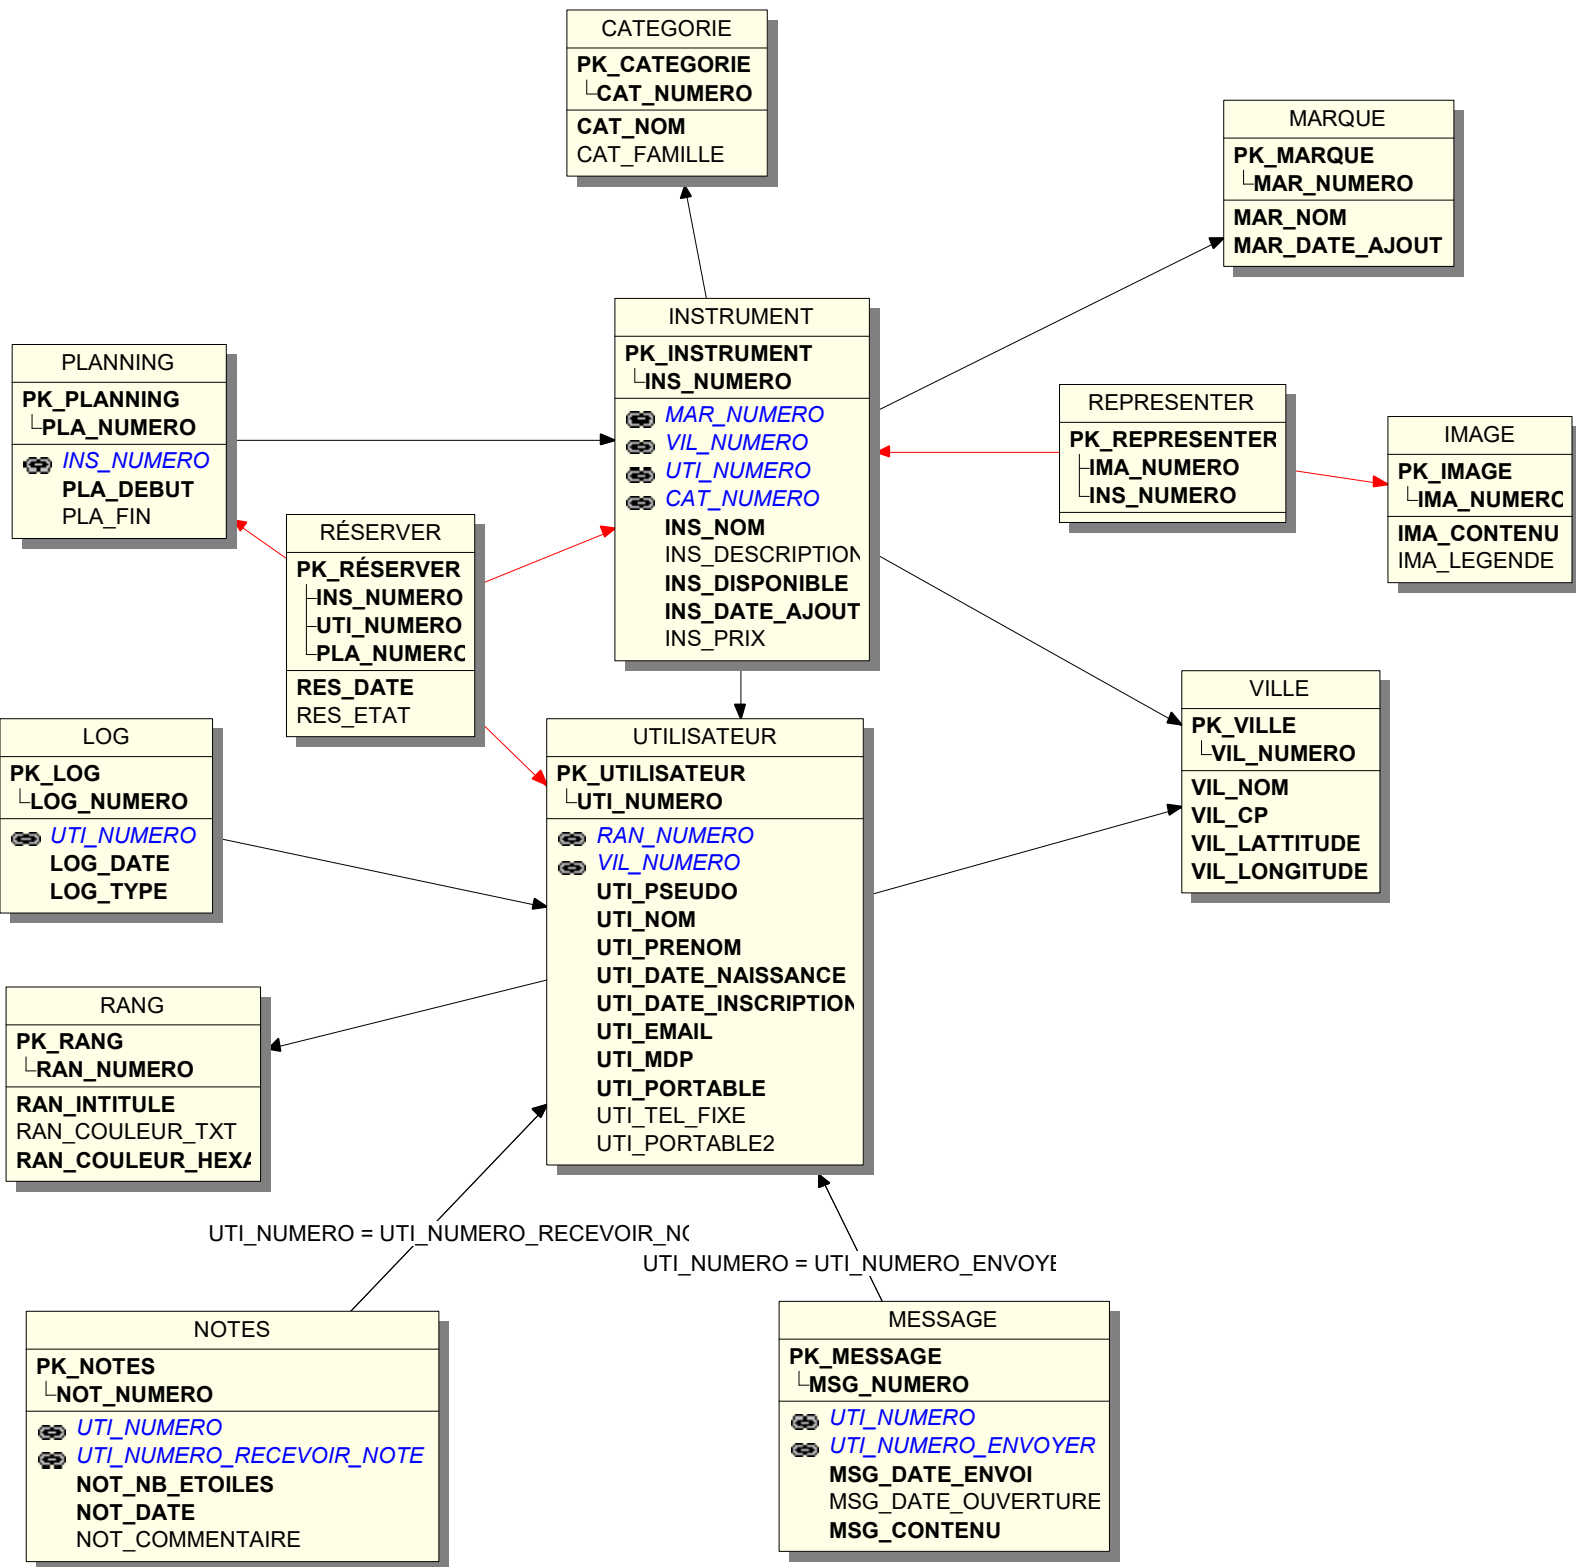 CATEGORIE
PK_CATEGORIE
CAT_NUMERO
CAT_NOM
CAT_FAMILLE
MARQUE
PK_MARQUE
MAR_NUMERO
MAR_NOM
MAR_DATE_AJOUT
INSTRUMENT
PK_INSTRUMENT
INS_NUMERO
MAR_NUMERO
VIL_NUMERO
UTI_NUMERO
CAT_NUMERO
INS_NOM
INS_DESCRIPTION
INS_DISPONIBLE
INS_DATE_AJOUT
INS_PRIX
PLANNING
PK_PLANNING
PLA_NUMERO
INS_NUMERO
PLA_DEBUT
PLA_FIN
REPRESENTER
PK_REPRESENTER
IMA_NUMERO
INS_NUMERO
IMAGE
PK_IMAGE
IMA_NUMERO
IMA_CONTENU
IMA_LEGENDE
RÉSERVER
PK_RÉSERVER
INS_NUMERO
UTI_NUMERO
PLA_NUMERO
RES_DATE
RES_ETAT
VILLE
PK_VILLE
VIL_NUMERO
VIL_NOM
VIL_CP
VIL_LATTITUDE
VIL_LONGITUDE
LOG
PK_LOG
LOG_NUMERO
UTI_NUMERO
LOG_DATE
LOG_TYPE
UTILISATEUR
PK_UTILISATEUR
UTI_NUMERO
RAN_NUMERO
VIL_NUMERO
UTI_PSEUDO
UTI_NOM
UTI_PRENOM
UTI_DATE_NAISSANCE
UTI_DATE_INSCRIPTION
UTI_EMAIL
UTI_MDP
UTI_PORTABLE
UTI_TEL_FIXE
UTI_PORTABLE2
RANG
PK_RANG
RAN_NUMERO
RAN_INTITULE
RAN_COULEUR_TXT
RAN_COULEUR_HEXA
UTI_NUMERO = UTI_NUMERO_RECEVOIR_NO
UTI_NUMERO = UTI_NUMERO_ENVOYE
NOTES
PK_NOTES
NOT_NUMERO
UTI_NUMERO
UTI_NUMERO_RECEVOIR_NOTE
NOT_NB_ETOILES
NOT_DATE
NOT_COMMENTAIRE
MESSAGE
PK_MESSAGE
MSG_NUMERO
UTI_NUMERO
UTI_NUMERO_ENVOYER
MSG_DATE_ENVOI
MSG_DATE_OUVERTURE
MSG_CONTENU